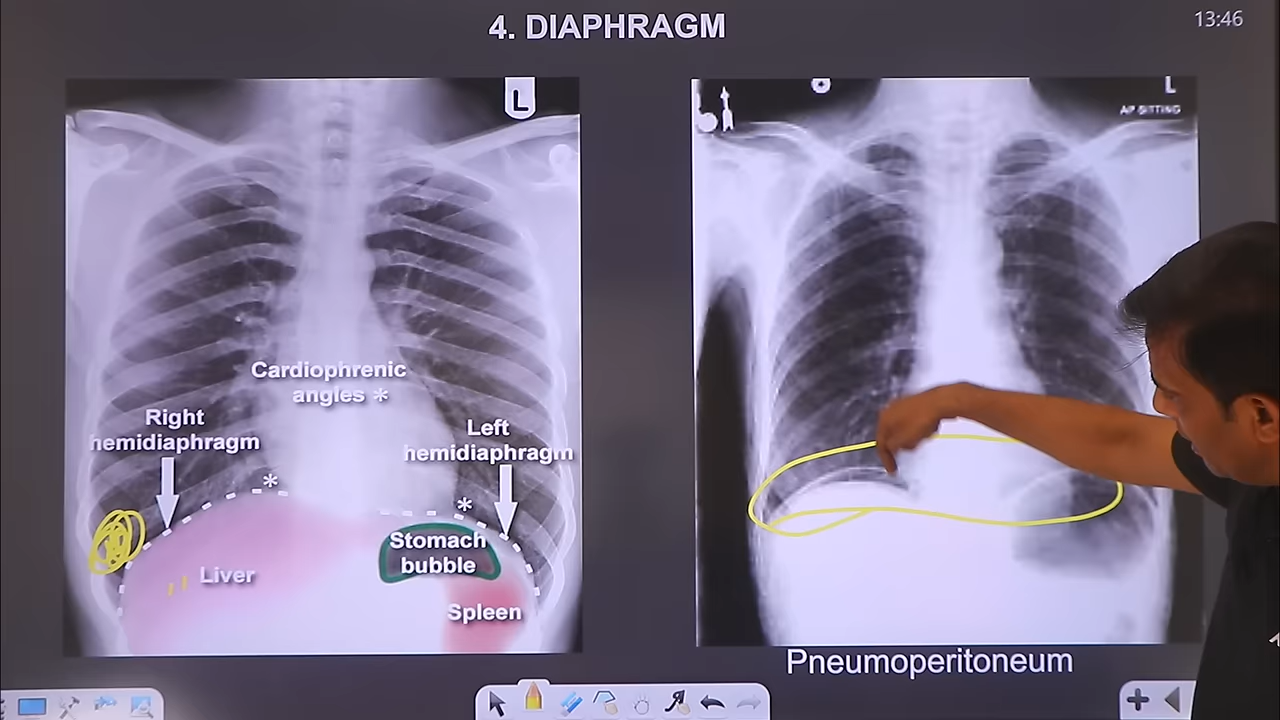 4. DIAPHRAGM
13:46
L
Cardiophrenic
angles *
Right
hemidiaphragm
Left
hemidiaphragm
*
*
Stomach
bubble
Liver
Spleen
L
AP SITTING
Pneumoperitoneum